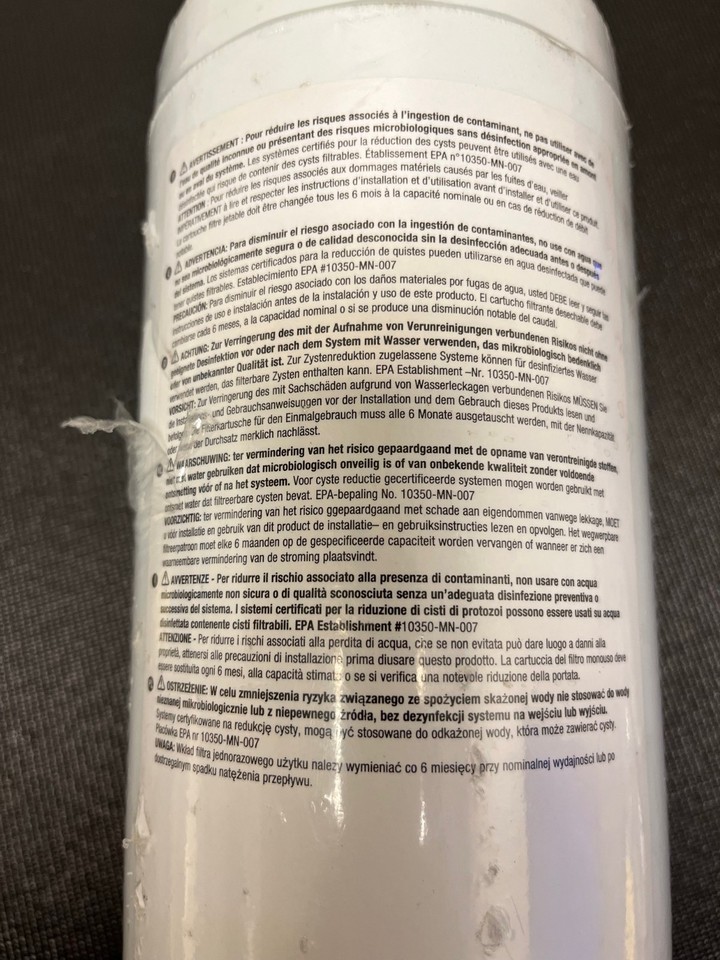 AVERTISSEMENT : Pour réduire les risques associés à l'ingestion de contaminant, ne pas utiliser avec de
l'eau de qualité inconnue ou présentant des risques microbiologiques sans désinfection appropriée en amont
ou en aval du système. Les systèmes certifiés pour la réduction des cysts peuvent être utilisés avec une eau
désinfectée qui risque de contenir des cysts filtrables. Établissement EPA n°10350-MN-007
ATTENTION : Pour réduire les risques associés aux dommages matériels causés par les fuites d'eau, veiller
IMPÉRATIVEMENT à lire et respecter les instructions d'installation et d'utilisation avant d'installer et d'utiliser ce produit.
La cartouche filtre jetable doit être changée tous les 6 mois à la capacité nominale ou en cas de réduction de débit
ADVERTENCIA: Para disminuir el riesgo asociado con la ingestión de contaminantes, no use con agua que
no sea microbiológicamente segura o de calidad desconocida sin la desinfección adecuada antes o después
del sistema. Los sistemas certificados para la reducción de quistes pueden utilizarse en agua desinfectada que puede
tener quistes filtrables. Establecimiento EPA #10350-MN-007
PRECAUCIÓN: Para disminuir el riesgo asociado con los daños materiales por fugas de agua, usted DEBE leer y seguir las
instrucciones de uso e instalación antes de la instalación y uso de este producto. El cartucho filtrante desechable debe
cambiarse cada 6 meses, a la capacidad nominal o si se produce una disminución notable del caudal.
ACHTUNG: Zur Verringerung des mit der Aufnahme von Verunreinigungen verbundenen Risikos nicht ohne
geeignete Desinfektion vor oder nach dem System mit Wasser verwenden, das mikrobiologisch bedenklich
oder von unbekannter Qualität ist. Zur Zystenreduktion zugelassene Systeme können für desinfiziertes Wasser
verwendet werden, das filterbare Zysten enthalten kann. EPA Establishment –Nr. 10350-MN-007
VORSICHT: Zur Verringerung des mit Sachschäden aufgrund von Wasserleckagen verbundenen Risikos MÜSSEN Sie
die und Gebrauchsanweisungen vor der Installation und dem Gebrauch dieses Produkts lesen und
Filterkartusche für den Einmalgebrauch muss alle 6 Monate ausgetauscht werden, mit der Nennkapazität
oder der Durchsatz merklich nachlässt.
WAARSCHUWING: ter vermindering van het risico gepaardgaand met de opname van verontreinigde stoffen,
niet water gebruiken dat microbiologisch onveilig is of van onbekende kwaliteit zonder voldoende
ontsmetting vóór of na het systeem. Voor cyste reductie gecertificeerde systemen mogen worden gebruikt met
ontsmet water dat filtreerbare cysten bevat. EPA-bepaling No. 10350-MN-007
VOORZICHTIG: ter vermindering van het risico ggepaardgaand met schade aan eigendommen vanwege lekkage, MOET
u vóór installatie en gebruik van dit product de installatie– en gebruiksinstructies lezen en opvolgen. Het wegwerpbare
filtreerpatroon moet elke 6 maanden op de gespecificeerde capaciteit worden vervangen of wanneer er zich een
waarneembare vermindering van de stroming plaatsvindt.
AVVERTENZE - Per ridurre il rischio associato alla presenza di contaminanti, non usare con acqua
microbiologicamente non sicura o di qualità sconosciuta senza un'adeguata disinfezione preventiva o
successiva del sistema. I sistemi certificati per la riduzione di cisti di protozoi possono essere usati su acqua
disinfettata contenente cisti filtrabili. EPA Establishment #10350-MN-007
ATTENZIONE - Per ridurre i rischi associati alla perdita di acqua, che se non evitata può dare luogo a danni alla
proprietà, attenersi alle precauzioni di installazione prima diusare questo prodotto. La cartuccia del filtro monouso deve
essere sostituita ogni 6 mesi, alla capacità stimata o se si verifica una notevole riduzione della portata.
OSTRZEŻENIE: W celu zmniejszenia ryzyka związanego ze spożyciem skażonej wody nie stosować do wody
nieznanej mikrobiologicznie lub z niepewnego źródła, bez dezynfekcji systemu na wejściu lub wyjściu.
Systemy certyfikowane na redukcję cysty, mogą być stosowane do odkażonej wody, która może zawierać cysty.
Placówka EPA nr 10350-MN-007
UWAGA: Wkład filtra jednorazowego użytku należy wymieniać co 6 miesięcy przy nominalnej wydajności lub po
dostrzegalnym spadku natężenia przepływu.